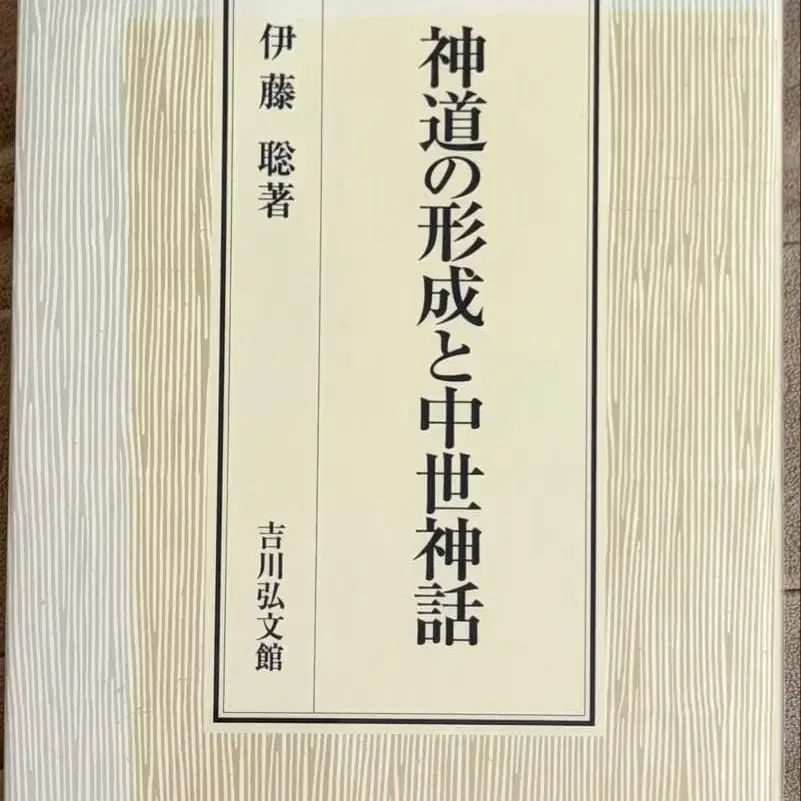 神道の形成と中世神話
伊藤 聡著
吉川弘文館